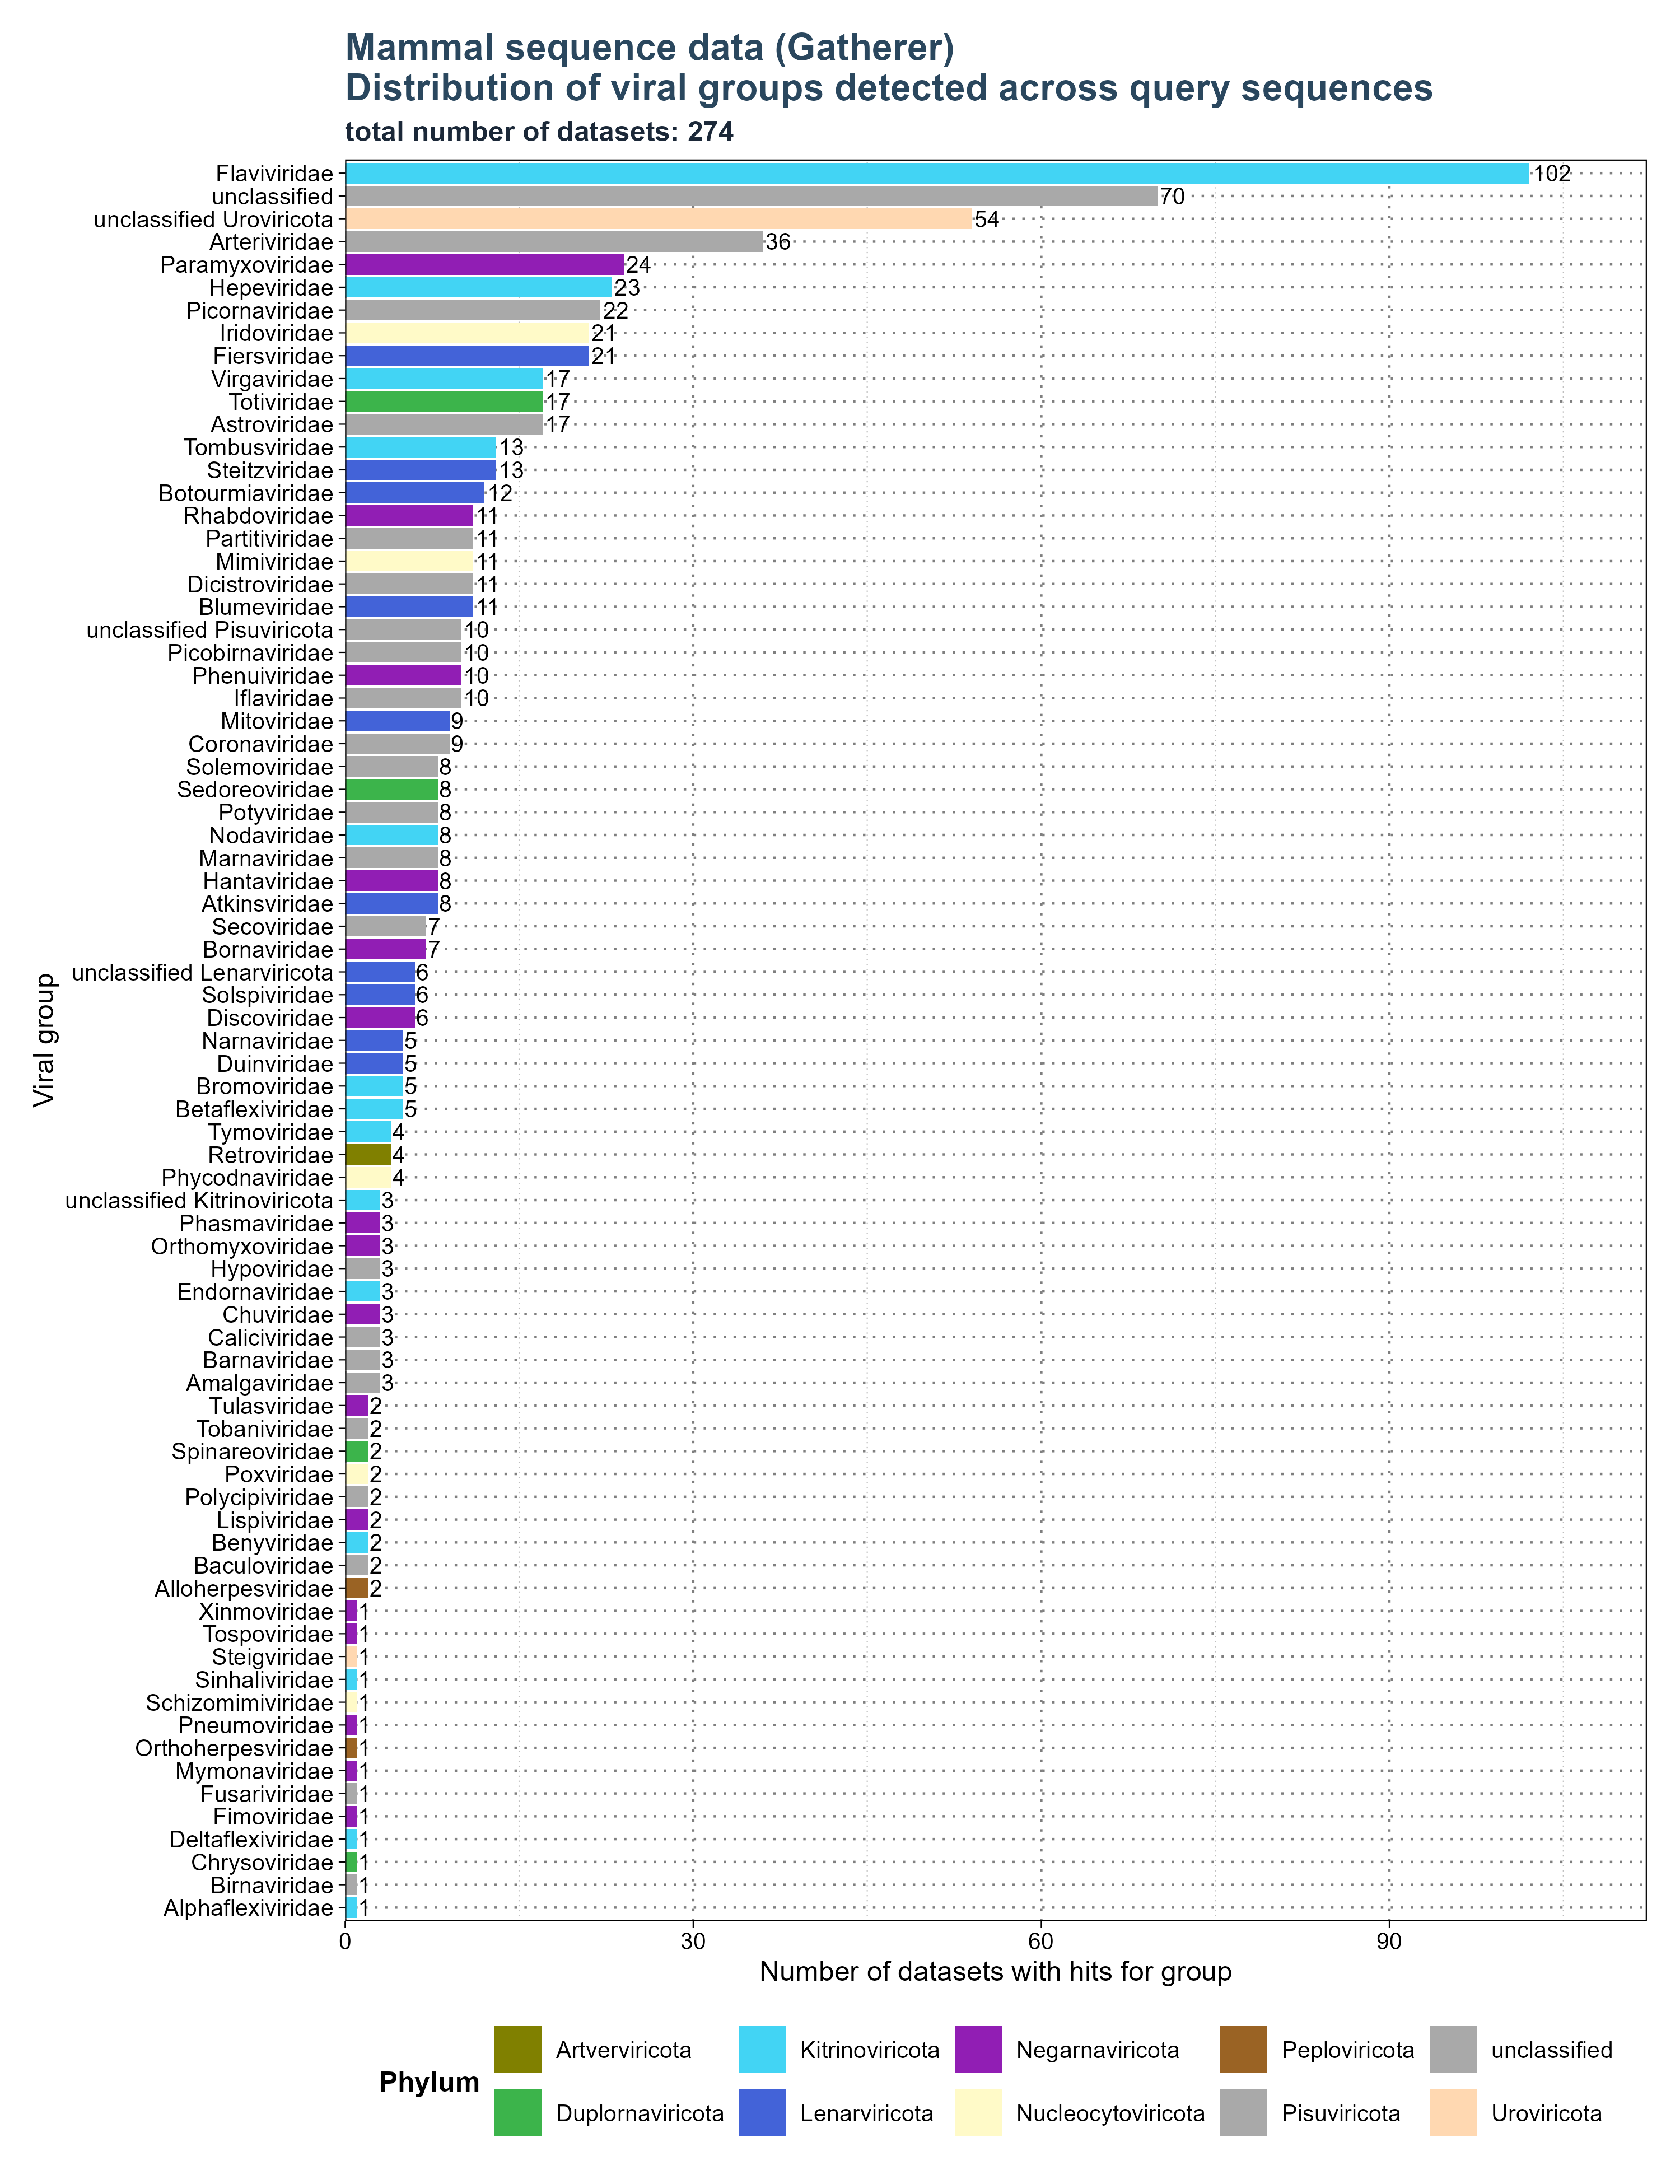 Mammal sequence data (Gatherer)
Distribution of viral groups detected across query sequences
total number of datasets: 274
Flaviviridae 102
unclassified 70
unclassified Uroviricota 54
Arteriviridae 36
Paramyxoviridae 24
Hepeviridae 23
Picornaviridae 22
Iridoviridae 21
Fiersviridae 21
Virgaviridae 17
Totiviridae 17
Astroviridae 17
Tombusviridae 13
Steitzviridae 13
Botourmiaviridae 12
Rhabdoviridae 11
Partitiviridae 11
Mimiviridae 11
Dicistroviridae 11
Blumeviridae 11
unclassified Pisuviricota 10
Picobirnaviridae 10
Phenuiviridae 10
Iflaviridae 10
Mitoviridae 9
Coronaviridae 9
Solemoviridae 8
Sedoreoviridae 8
Potyviridae 8
Nodaviridae 8
Marnaviridae 8
Hantaviridae 8
Atkinsviridae 8
Secoviridae 7
Bornaviridae 7
unclassified Lenarviricota 6
Solspiviridae 6
Discoviridae 6
Narnaviridae 5
Duinviridae 5
Bromoviridae 5
Betaflexiviridae 5
Tymoviridae 4
Retroviridae 4
Phycodnaviridae 4
unclassified Kitrinoviricota 3
Phasmaviridae 3
Orthomyxoviridae 3
Hypoviridae 3
Endornaviridae 3
Chuviridae 3
Caliciviridae 3
Barnaviridae 3
Amalgaviridae 3
Tulasviridae 2
Tobaniviridae 2
Spinareoviridae 2
Poxviridae 2
Polycipiviridae 2
Lispiviridae 2
Benyviridae 2
Baculoviridae 2
Alloherpesviridae 2
Xinmoviridae 1
Tospoviridae 1
Steigviridae 1
Sinhaliviridae 1
Schizomimiviridae 1
Pneumoviridae 1
Orthoherpesviridae 1
Mymonaviridae 1
Fusariviridae 1
Fimoviridae 1
Deltaflexiviridae 1
Chrysoviridae 1
Birnaviridae 1
Alphaflexiviridae 1
Viral group
0 30 60 90
Number of datasets with hits for group
Phylum
Artverviricota Kitrinoviricota Negarnaviricota Peploviricota unclassified
Duplornaviricota Lenarviricota Nucleocytoviricota Pisuviricota Uroviricota